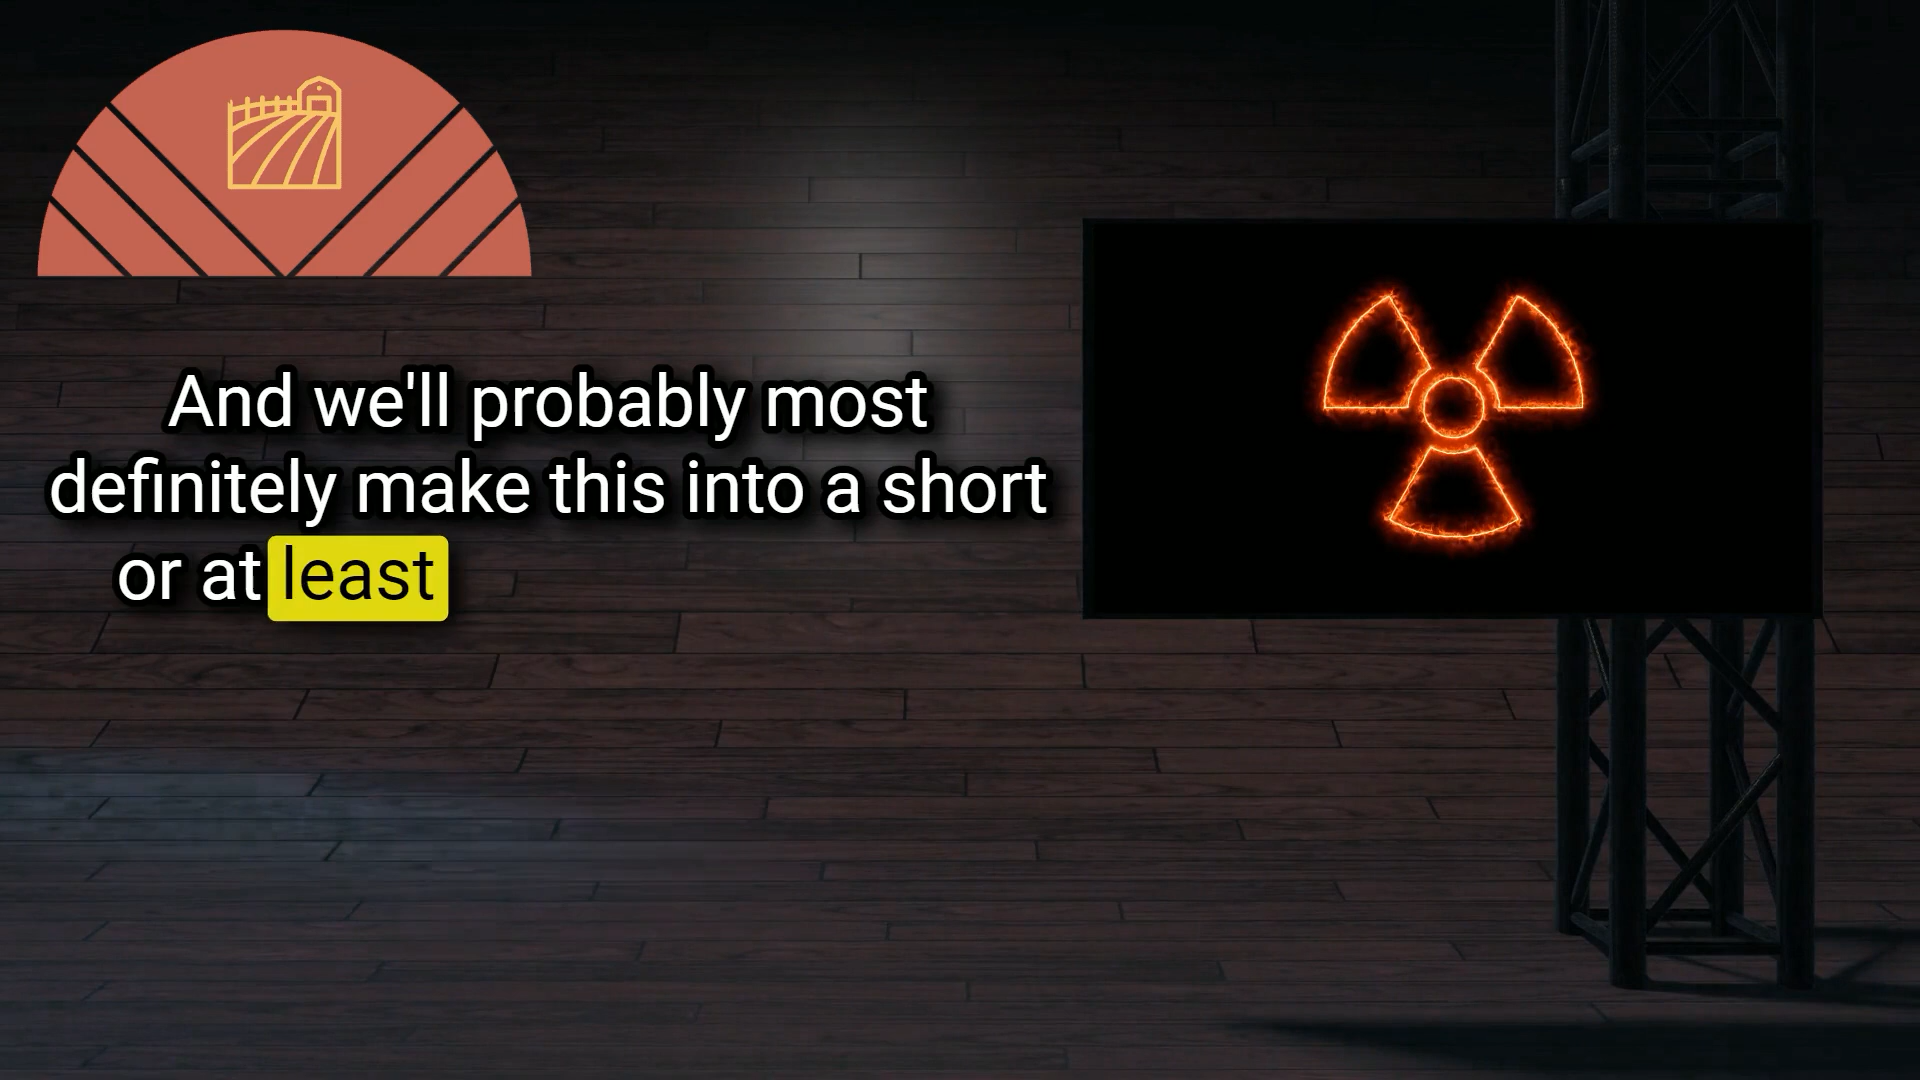 And we'll probably most
definitely make this into a short
or at least